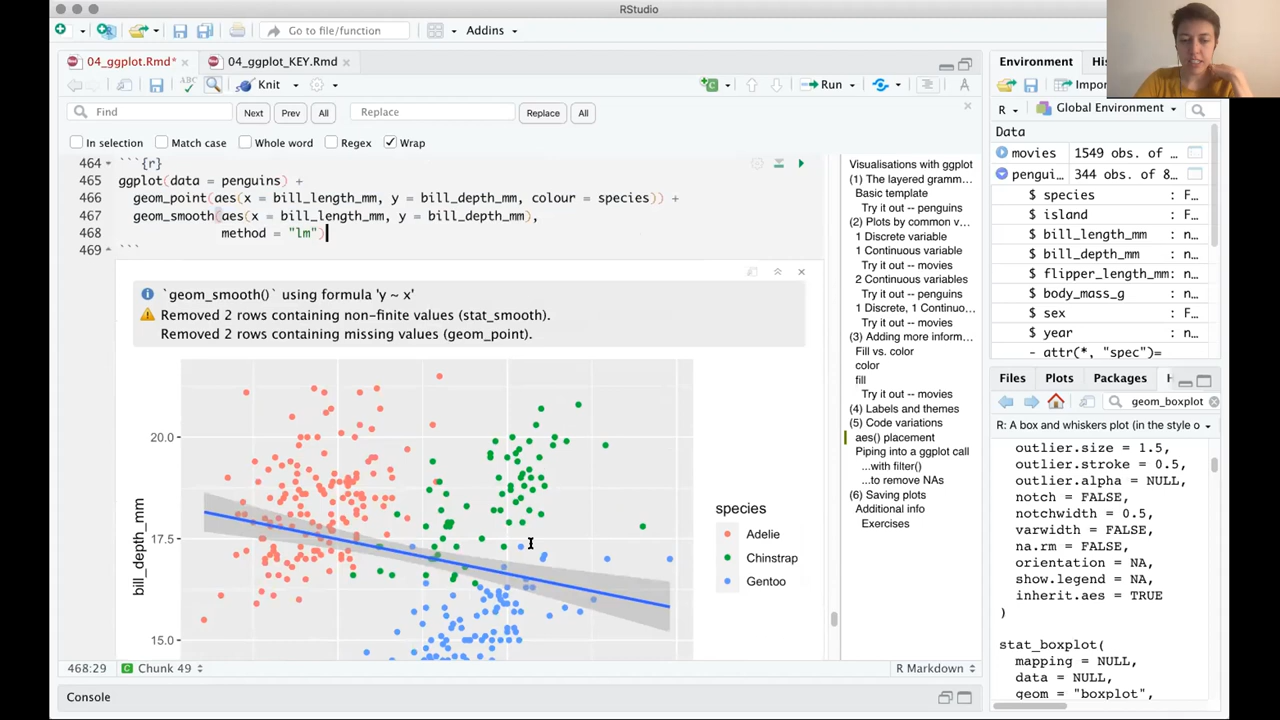 RStudio
Go to file/function
Addins
04_ggplot.Rmd*
04_ggplot_KEY.Rmd
ABC
Knit
Run
Find
Next
Prev
All
Replace
Replace
All
In selection
Match case
Whole word
Regex
Wrap
464 ```{r}
465 ggplot(data = penguins) +
466 geom_point(aes(x = bill_length_mm, y = bill_depth_mm, colour = species)) +
467 geom_smooth(aes(x = bill_length_mm, y = bill_depth_mm),
468 method = "lm")
469 ```
`geom_smooth()` using formula 'y ~ x'
Removed 2 rows containing non-finite values (stat_smooth).
Removed 2 rows containing missing values (geom_point).
20.0
17.5
15.0
bill_depth_mm
species
Adelie
Chinstrap
Gentoo
468:29
Chunk 49
R Markdown
Console
Visualisations with ggplot
(1) The layered gramm...
Basic template
Try it out -- penguins
(2) Plots by common v...
1 Discrete variable
1 Continuous variable
Try it out -- movies
2 Continuous variables
Try it out -- penguins
1 Discrete, 1 Continuo...
Try it out -- movies
(3) Adding more inform...
Fill vs. color
color
fill
Try it out -- movies
(4) Labels and themes
(5) Code variations
aes() placement
Piping into a ggplot call
...with filter()
...to remove NAs
(6) Saving plots
Additional info
Exercises
Environment
His
Impor
R
Global Environment
Data
movies 1549 obs. of ...
pengui... 344 obs. of 8...
$ species : F...
$ island : F...
$ bill_length_mm : n...
$ bill_depth_mm : n...
$ flipper_length_mm: n...
$ body_mass_g : n...
$ sex : F...
$ year : n...
- attr(*, "spec")=
Files
Plots
Packages
H
geom_boxplot
R: A box and whiskers plot (in the style o
outlier.size = 1.5,
outlier.stroke = 0.5,
outlier.alpha = NULL,
notch = FALSE,
notchwidth = 0.5,
varwidth = FALSE,
na.rm = FALSE,
orientation = NA,
show.legend = NA,
inherit.aes = TRUE
)
stat_boxplot(
mapping = NULL,
data = NULL,
geom = "boxplot",